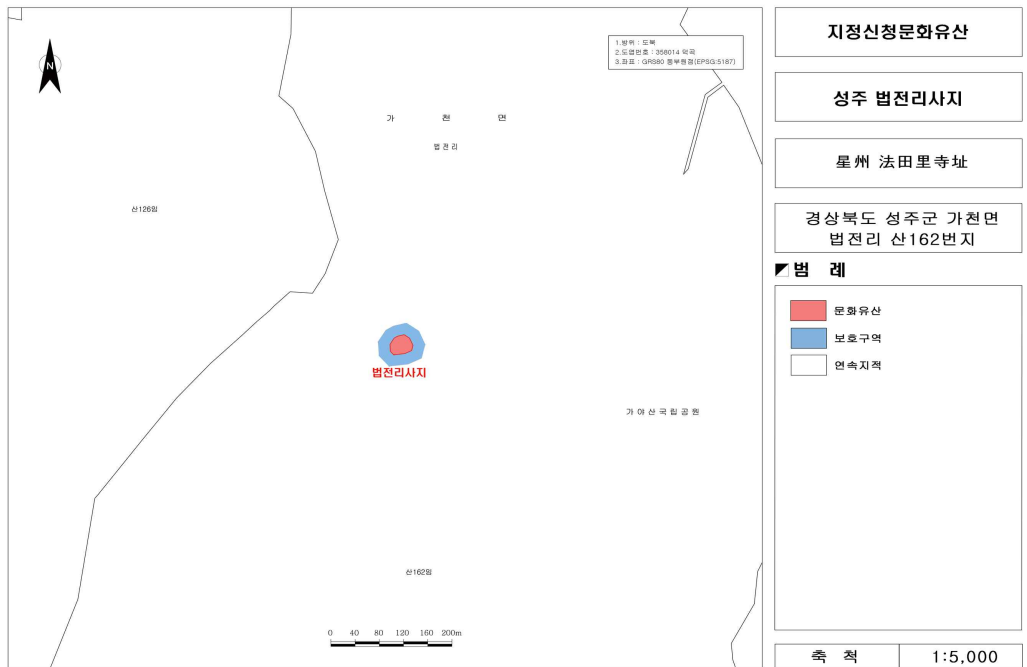 N
1.방위 : 도북
2.도엽번호 : 358014 덕곡
3.좌표 : GRS80 동부원점(EPSG:5187)
가 천 면
법전리
산126임
법전리사지
가야산국립공원
산162임
0 40 80 120 160 200m
지정신청문화유산
성주 법전리사지
星州 法田里寺址
경상북도 성주군 가천면
법전리 산162번지
범 례
문화유산
보호구역
연속지적
축 척 1:5,000